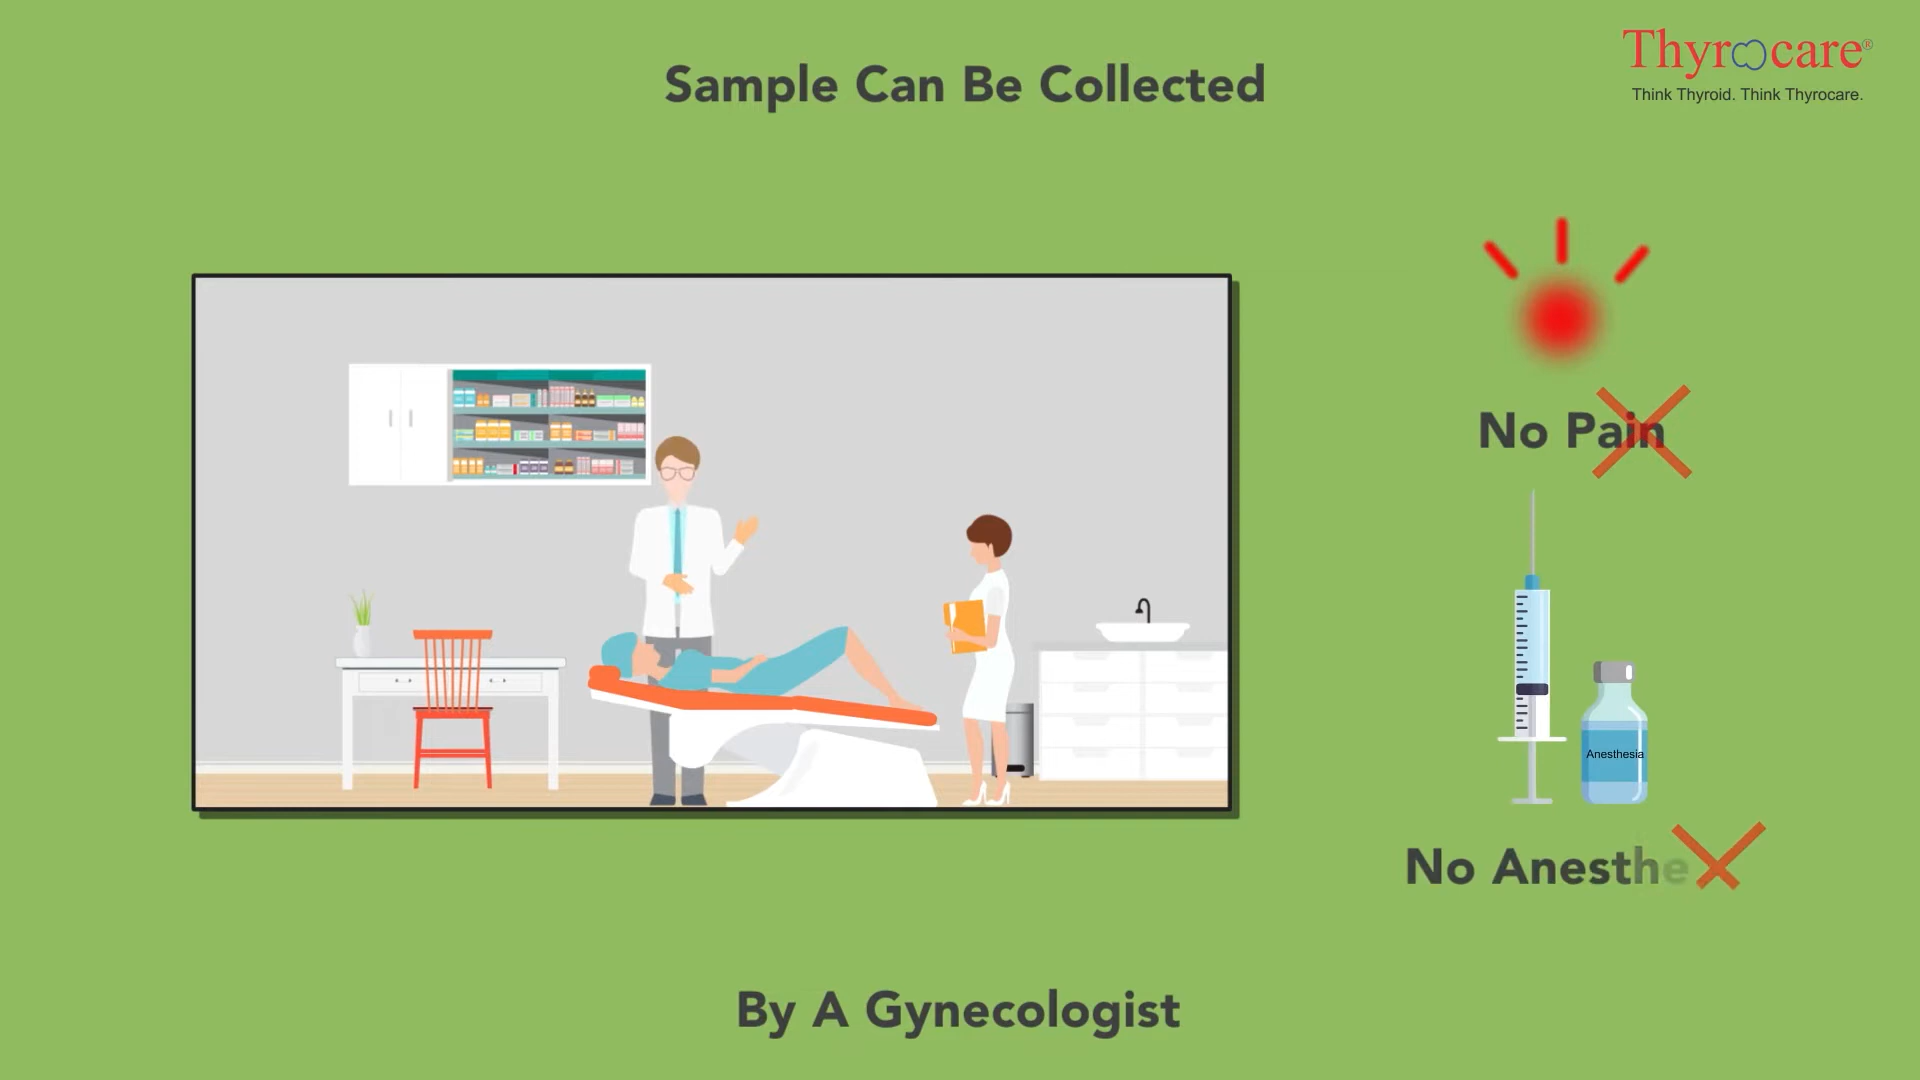 Thyrocare®
Think Thyroid. Think Thyrocare.
Sample Can Be Collected
No Pain
Anesthesia
No Anesthe
By A Gynecologist